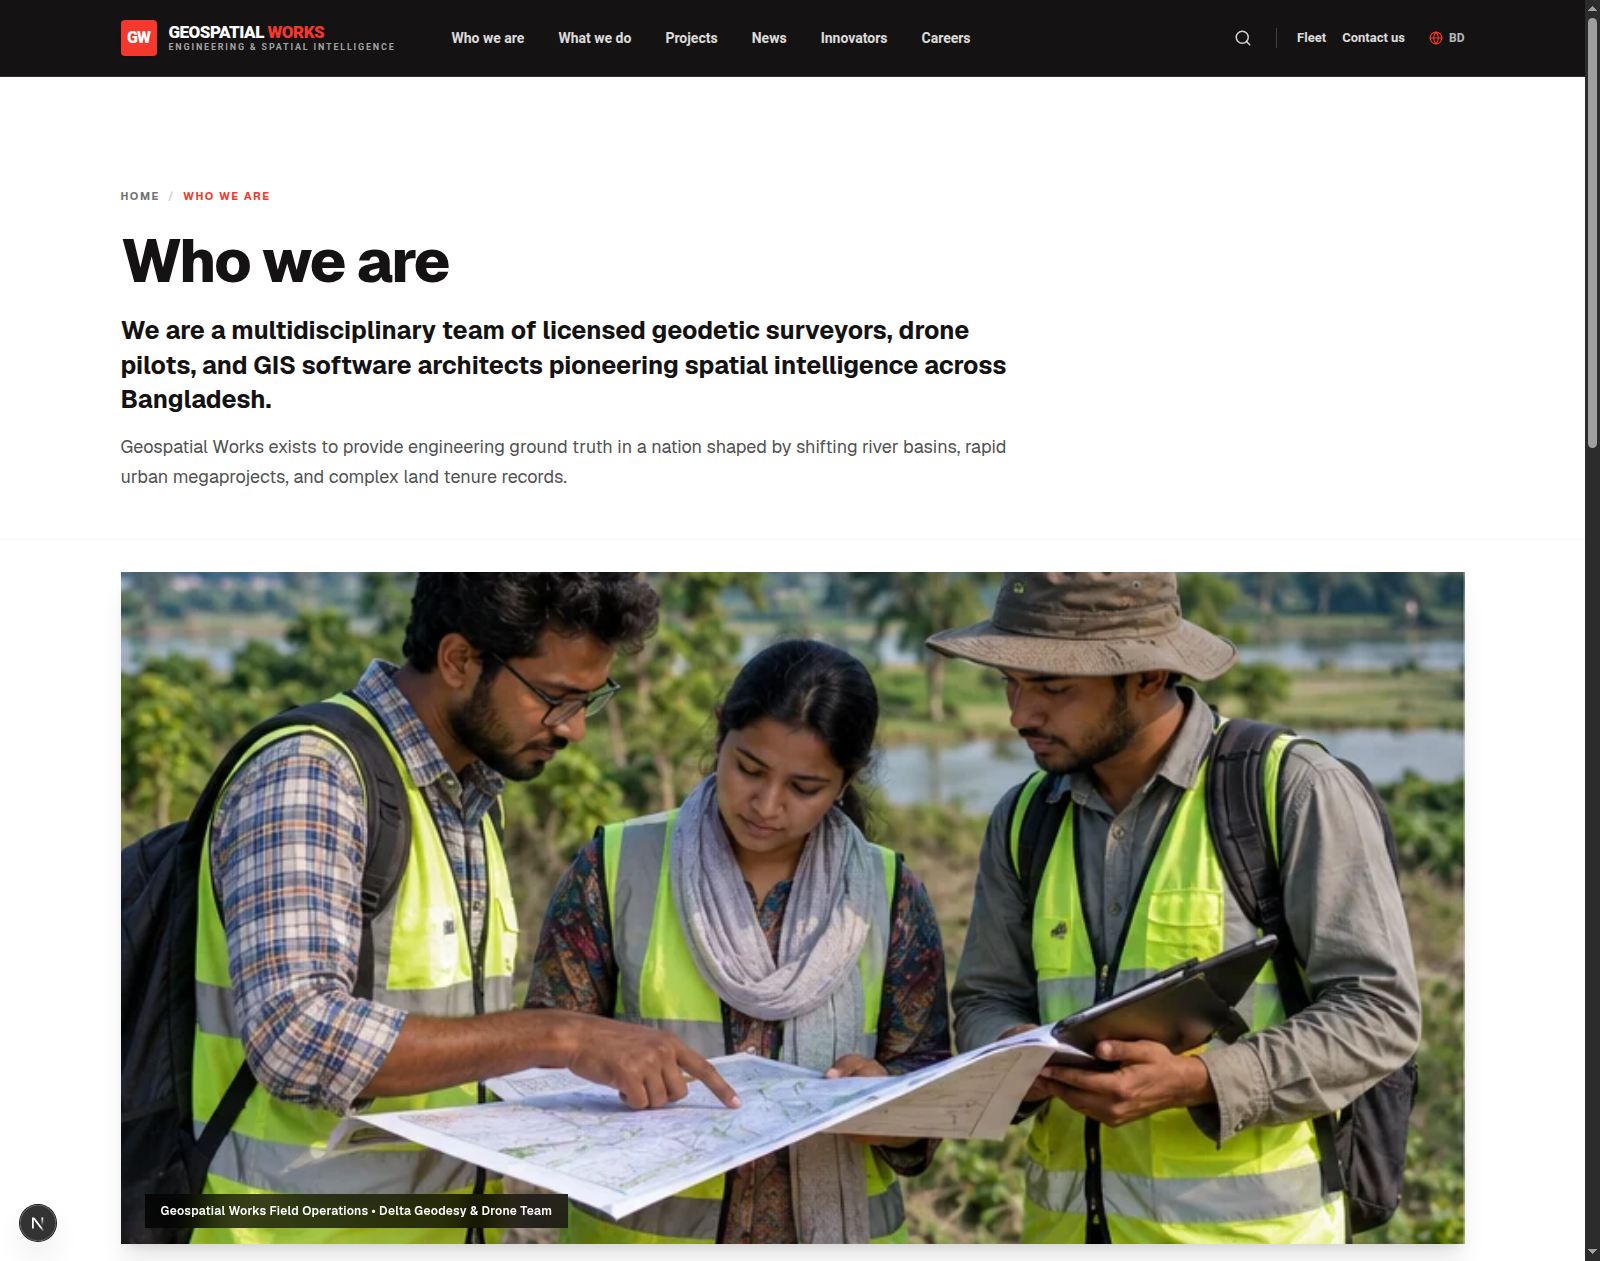 GW
GEOSPATIAL WORKS
ENGINEERING & SPATIAL INTELLIGENCE
Who we are
What we do
Projects
News
Innovators
Careers
Fleet
Contact us
BD
HOME / WHO WE ARE
Who we are
We are a multidisciplinary team of licensed geodetic surveyors, drone
pilots, and GIS software architects pioneering spatial intelligence across
Bangladesh.
Geospatial Works exists to provide engineering ground truth in a nation shaped by shifting river basins, rapid
urban megaprojects, and complex land tenure records.
Geospatial Works Field Operations • Delta Geodesy & Drone Team
N